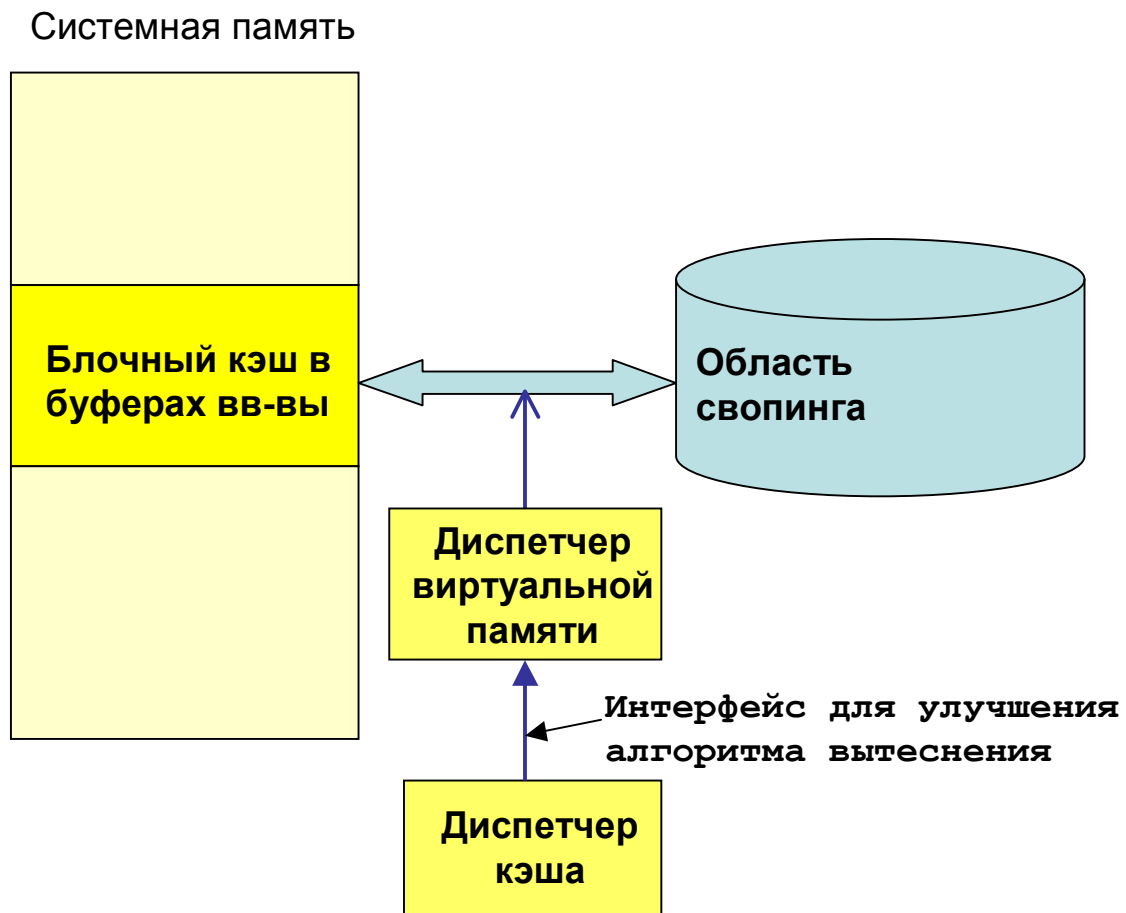 Системная память
Блочный кэш в
буферах вв-вы
Область
свопинга
Диспетчер
виртуальной
памяти
Интерфейс для улучшения
алгоритма вытеснения
Диспетчер
кэша